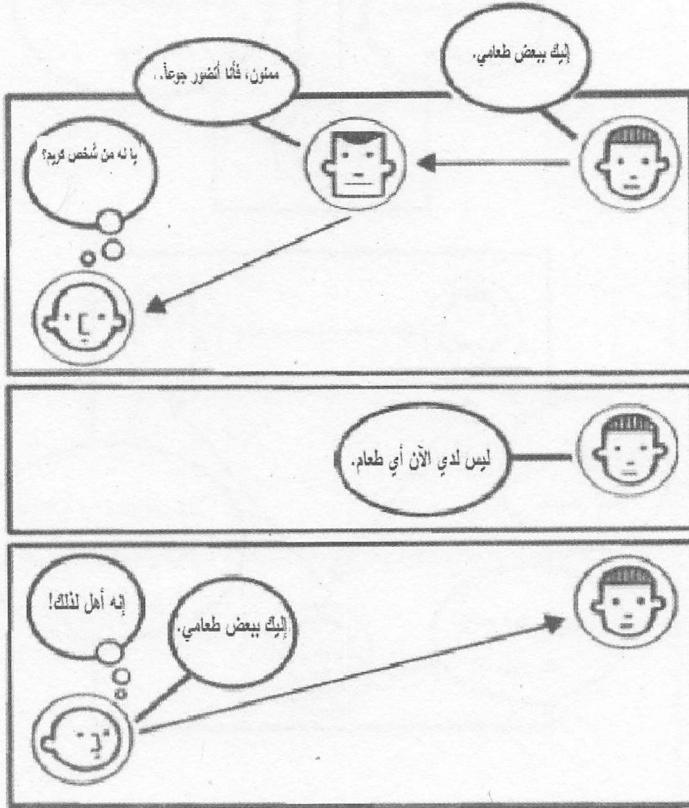 إليك ببعض طعامي.
ممنون، فأنا أتضور جوعاً..
يا له من شخص كريم؟
ليس لدي الآن أي طعام.
إنه أهل لذلك!
إليك ببعض طعامي.